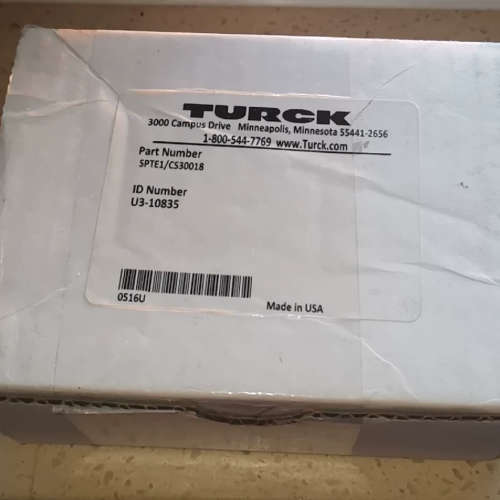 TURCK
3000 Campus Drive Minneapolis, Minnesota 55441-2656
1-800-544-7769 www.Turck.com
Part Number
SPTE1/CS30018
ID Number
U3-10835
0516U
Made in USA